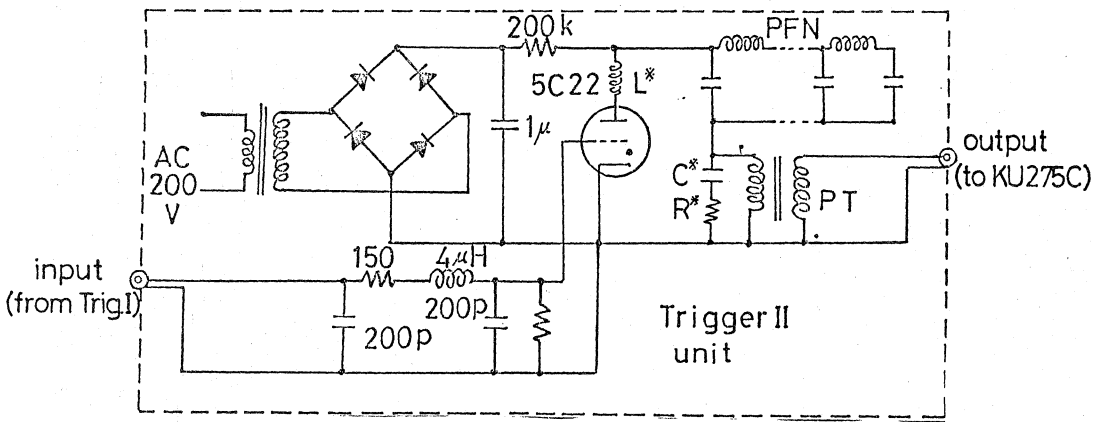 200k
PFN
5C22
L*
1μ
AC
200
V
C*
R*
PT
output
(to KU275C)
input
(from Trig.I)
150
4μH
200p
200p
Trigger II
unit